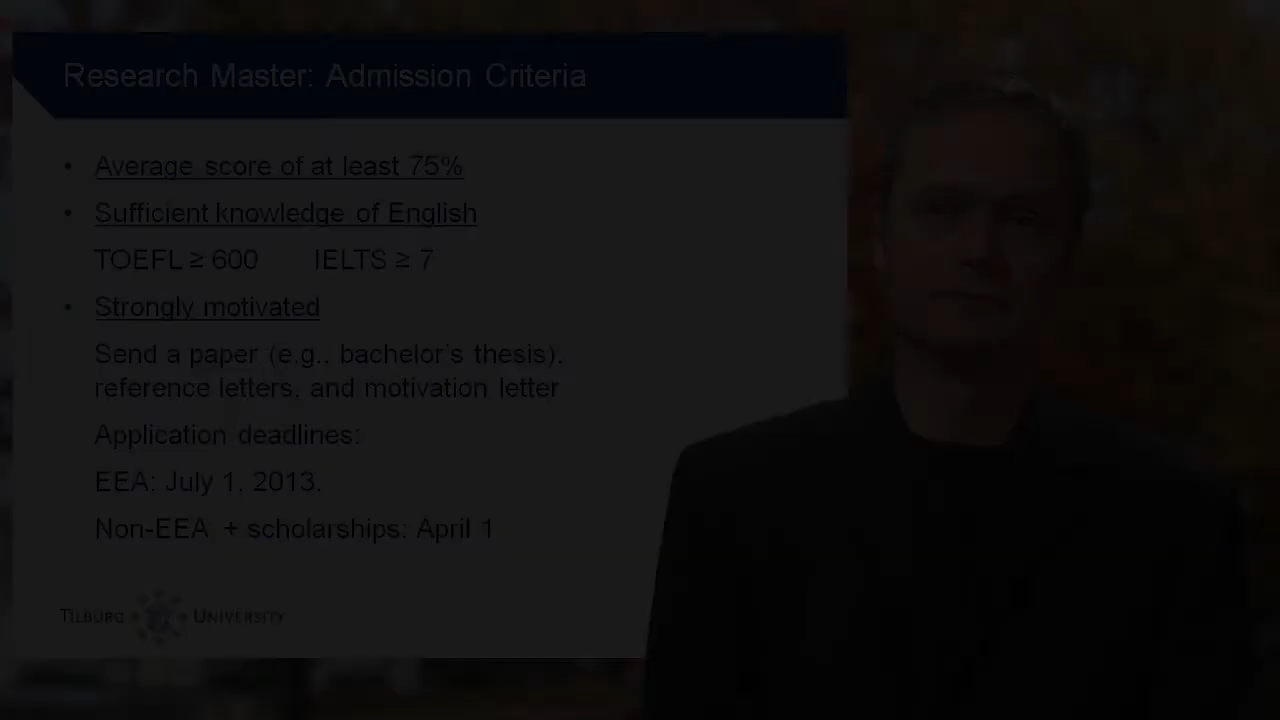 Research Master: Admission Criteria
• Average score of at least 75%
• Sufficient knowledge of English
TOEFL ≥ 600 IELTS ≥ 7
• Strongly motivated
Send a paper (e.g., bachelor's thesis),
reference letters, and motivation letter
Application deadlines:
EEA: July 1, 2013.
Non-EEA + scholarships: April 1
TILBURG UNIVERSITY